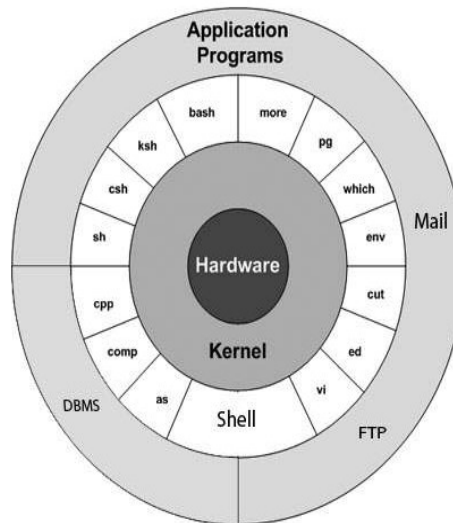 Application
Programs
bash
more
ksh
pg
csh
which
sh
env
Mail
Hardware
cpp
cut
Kernel
comp
ed
as
Shell
vi
DBMS
FTP